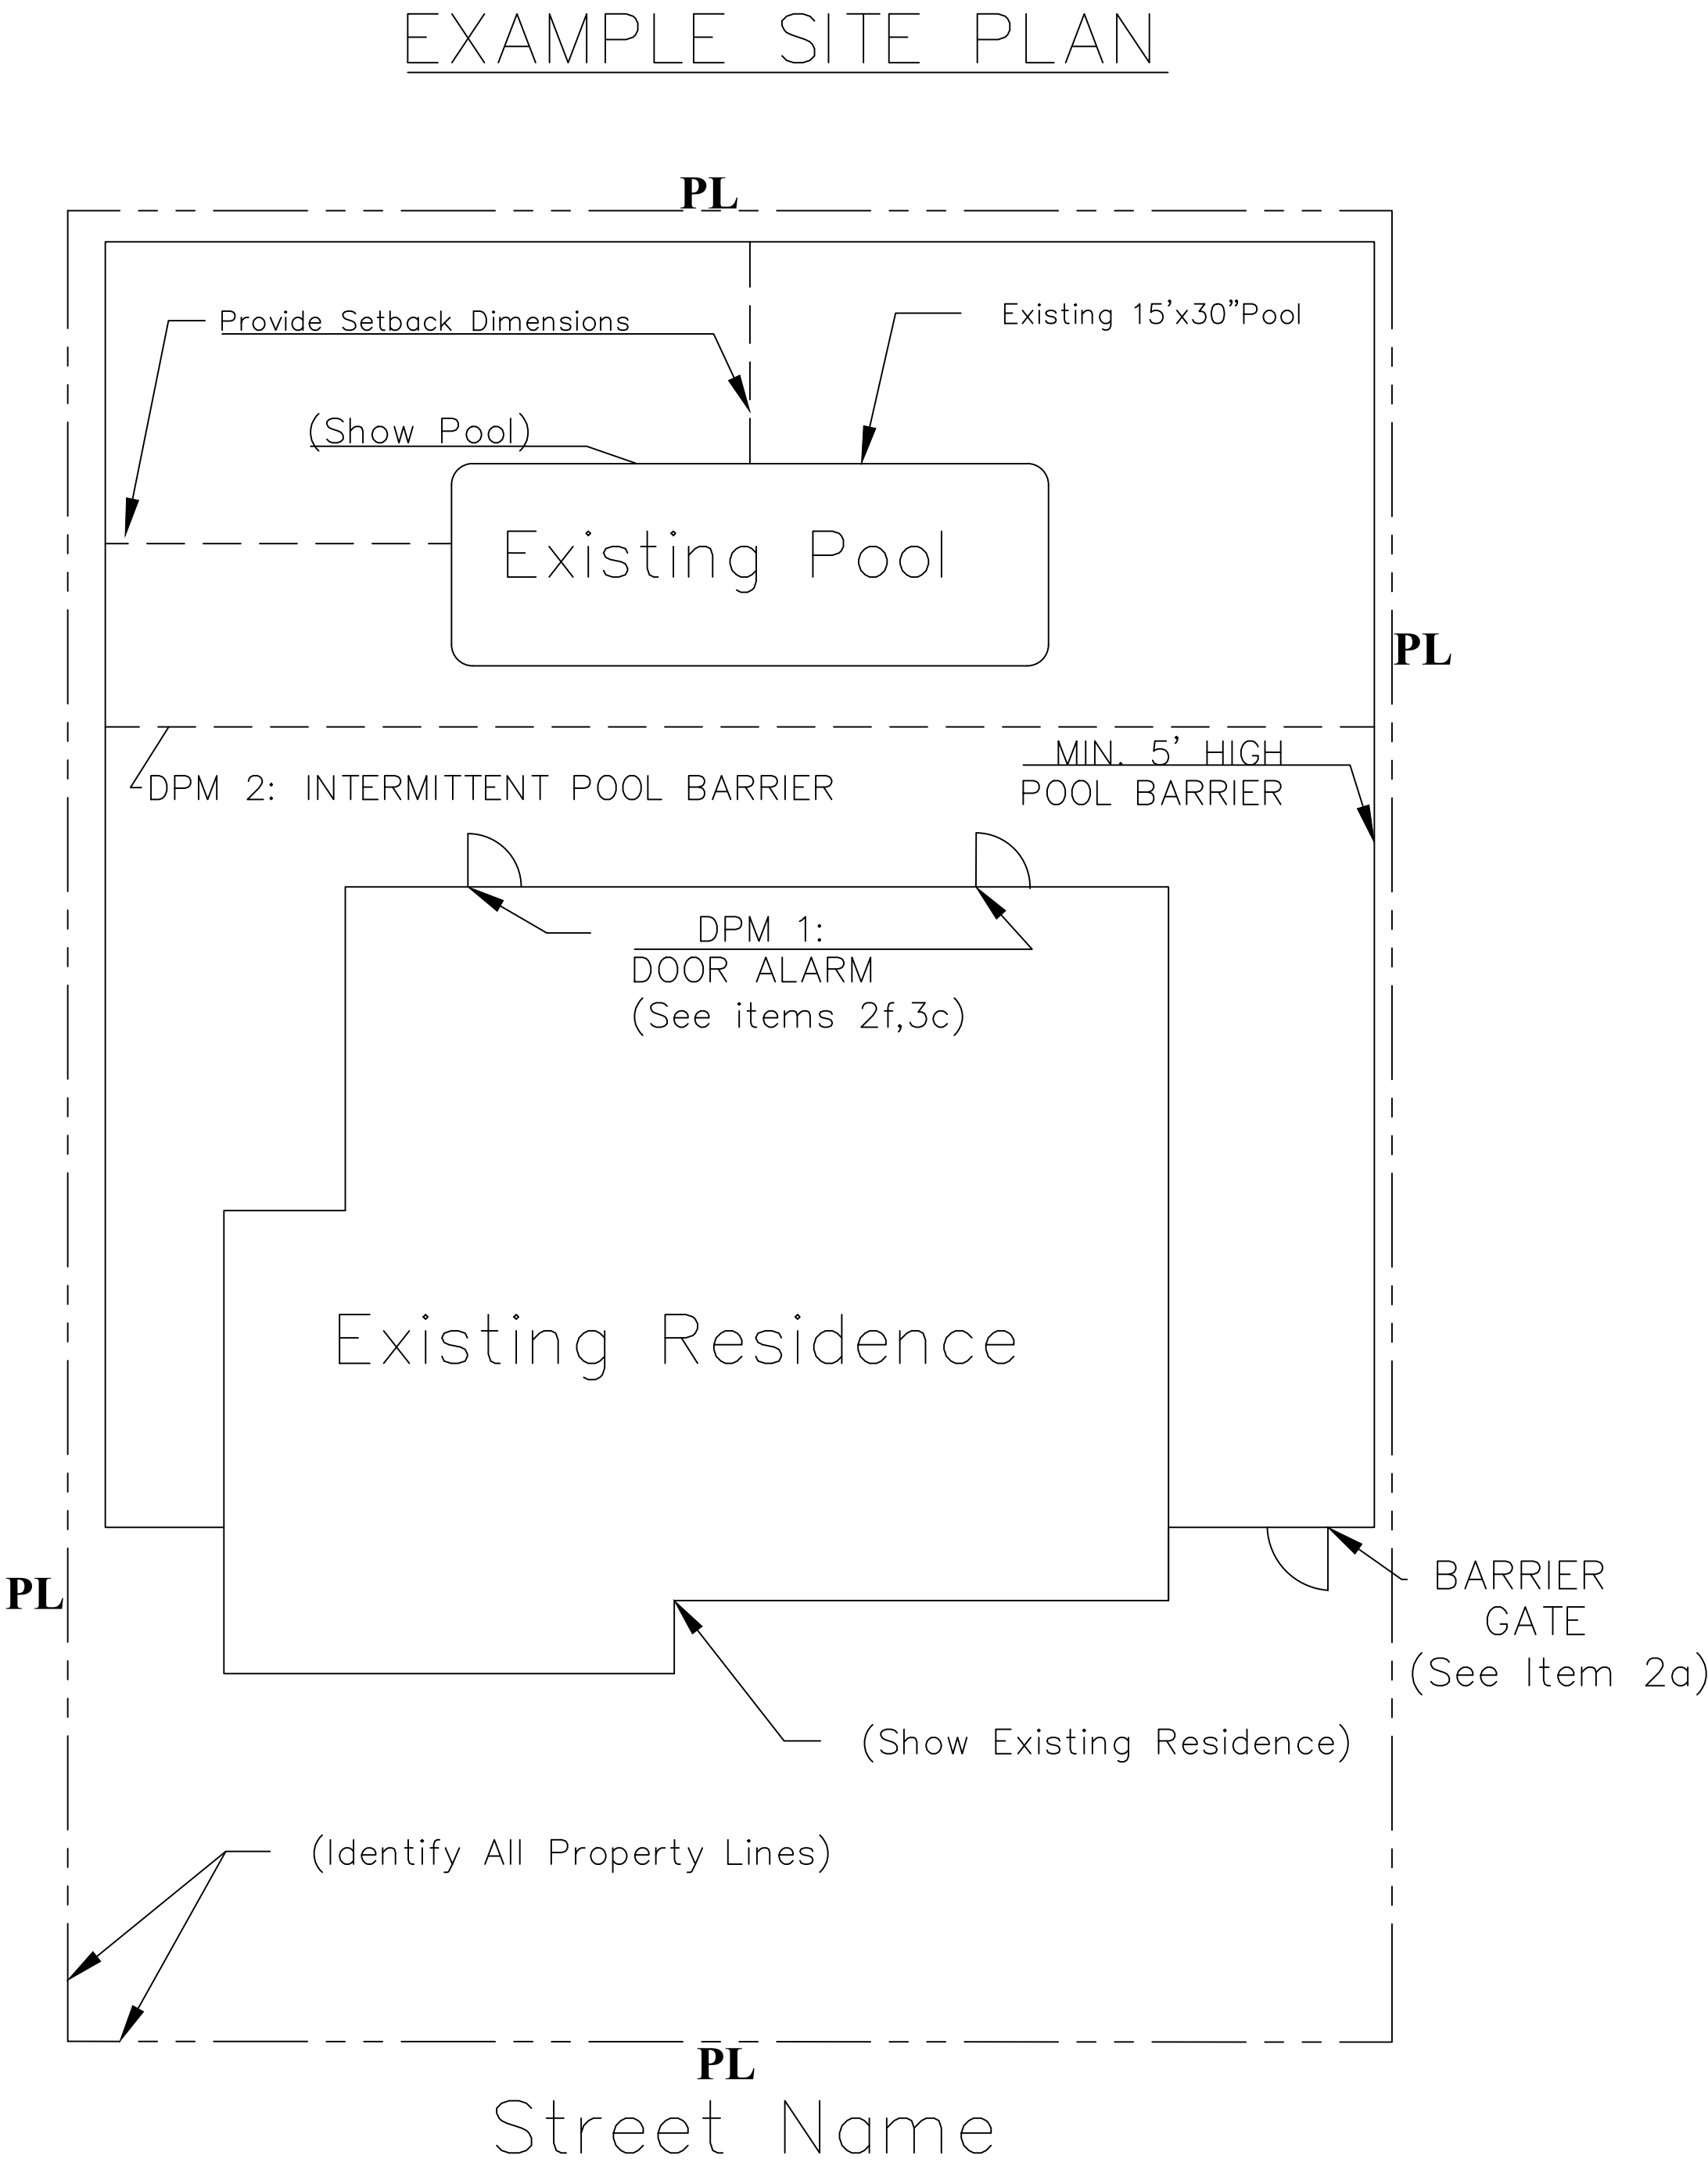 EXAMPLE SITE PLAN
PL
Provide Setback Dimensions
Existing 15'x30"Pool
(Show Pool)
Existing Pool
PL
MIN. 5' HIGH
POOL BARRIER
DPM 2: INTERMITTENT POOL BARRIER
DPM 1:
DOOR ALARM
(See items 2f,3c)
Existing Residence
PL
BARRIER
GATE
(See Item 2a)
(Show Existing Residence)
(Identify All Property Lines)
PL
Street Name